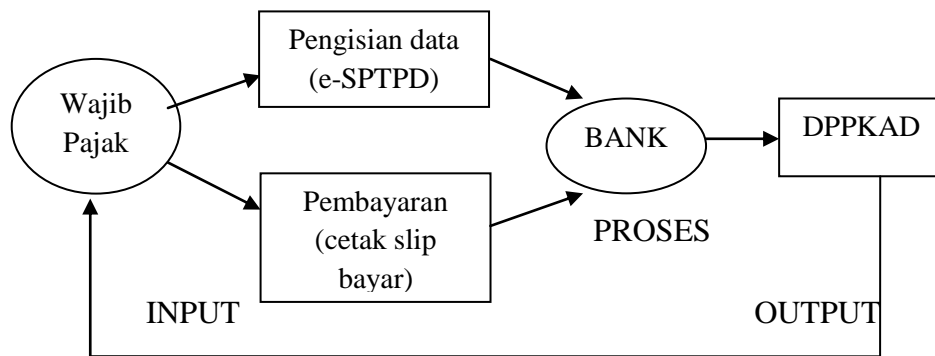 Wajib
Pajak
Pengisian data
(e-SPTPD)
Pembayaran
(cetak slip
bayar)
BANK
DPPKAD
INPUT
PROSES
OUTPUT